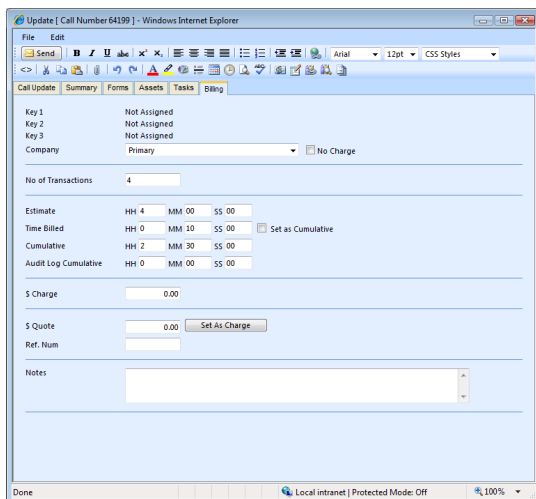 Update [ Call Number 64199 ] - Windows Internet Explorer
File Edit
Send B I U abc x² x, Arial 12pt CSS Styles
<> ABC
Call Update Summary Forms Assets Tasks Billing
Key 1 Not Assigned
Key 2 Not Assigned
Key 3 Not Assigned
Company Primary No Charge
No of Transactions 4
Estimate HH 4 MM 00 SS 00
Time Billed HH 0 MM 10 SS 00 Set as Cumulative
Cumulative HH 2 MM 30 SS 00
Audit Log Cumulative HH 0 MM 00 SS 00
$ Charge 0.00
$ Quote 0.00 Set As Charge
Ref. Num
Notes
Done Local intranet | Protected Mode: Off 100%